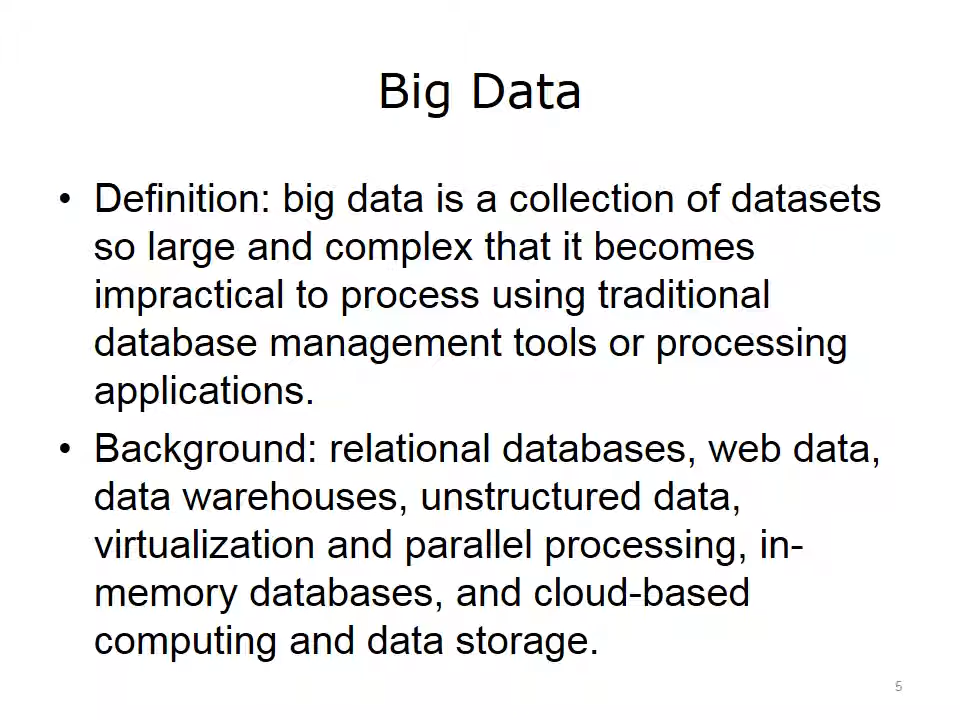 Big Data
• Definition: big data is a collection of datasets
so large and complex that it becomes
impractical to process using traditional
database management tools or processing
applications.
• Background: relational databases, web data,
data warehouses, unstructured data,
virtualization and parallel processing, in-
memory databases, and cloud-based
computing and data storage.
5